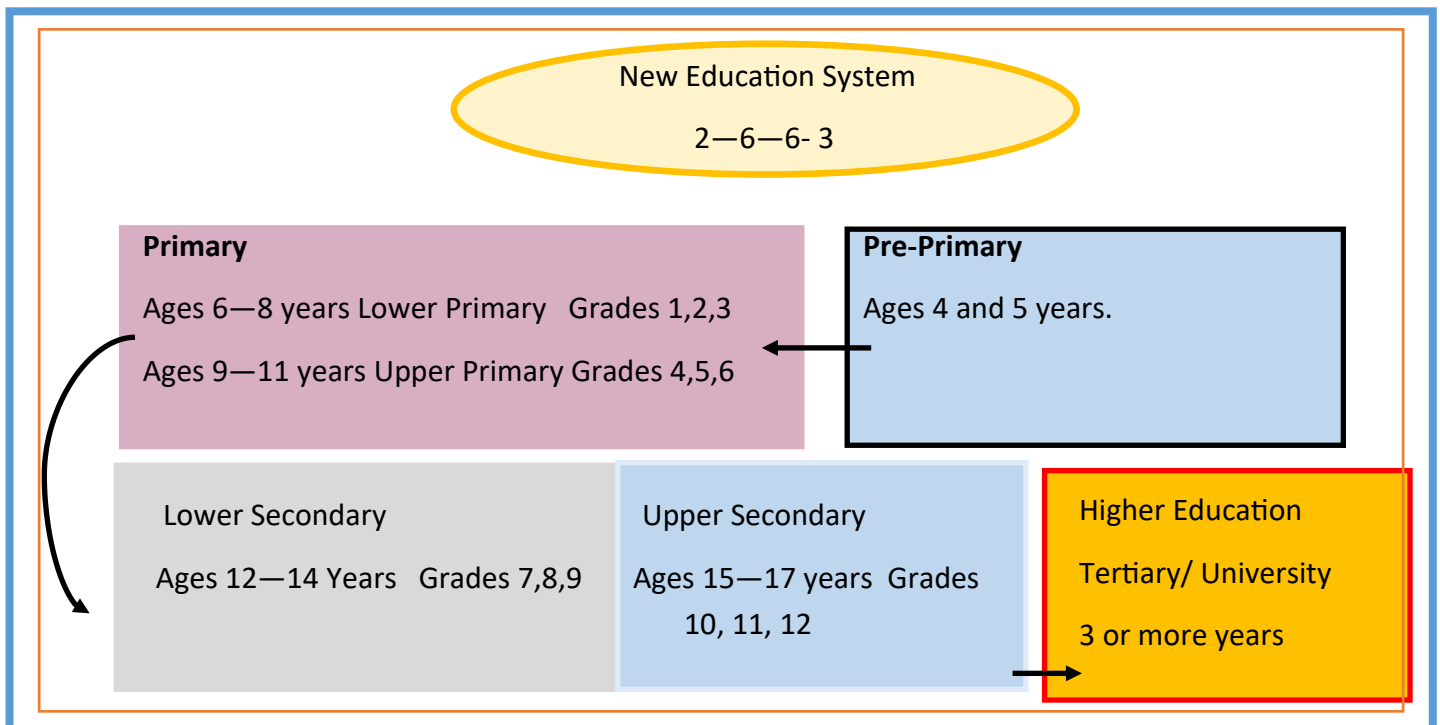 New Education System
2—6—6- 3
Primary
Ages 6—8 years Lower Primary Grades 1,2,3
Ages 9—11 years Upper Primary Grades 4,5,6
Pre-Primary
Ages 4 and 5 years.
Lower Secondary
Ages 12—14 Years Grades 7,8,9
Upper Secondary
Ages 15—17 years Grades
10, 11, 12
Higher Education
Tertiary/ University
3 or more years